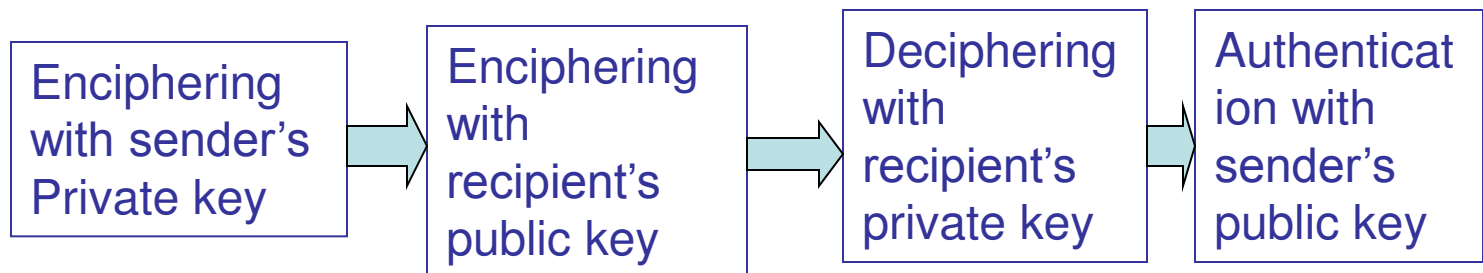 Enciphering
with sender’s
Private key
Enciphering
with
recipient’s
public key
Deciphering
with
recipient’s
private key
Authenticat
ion with
sender’s
public key